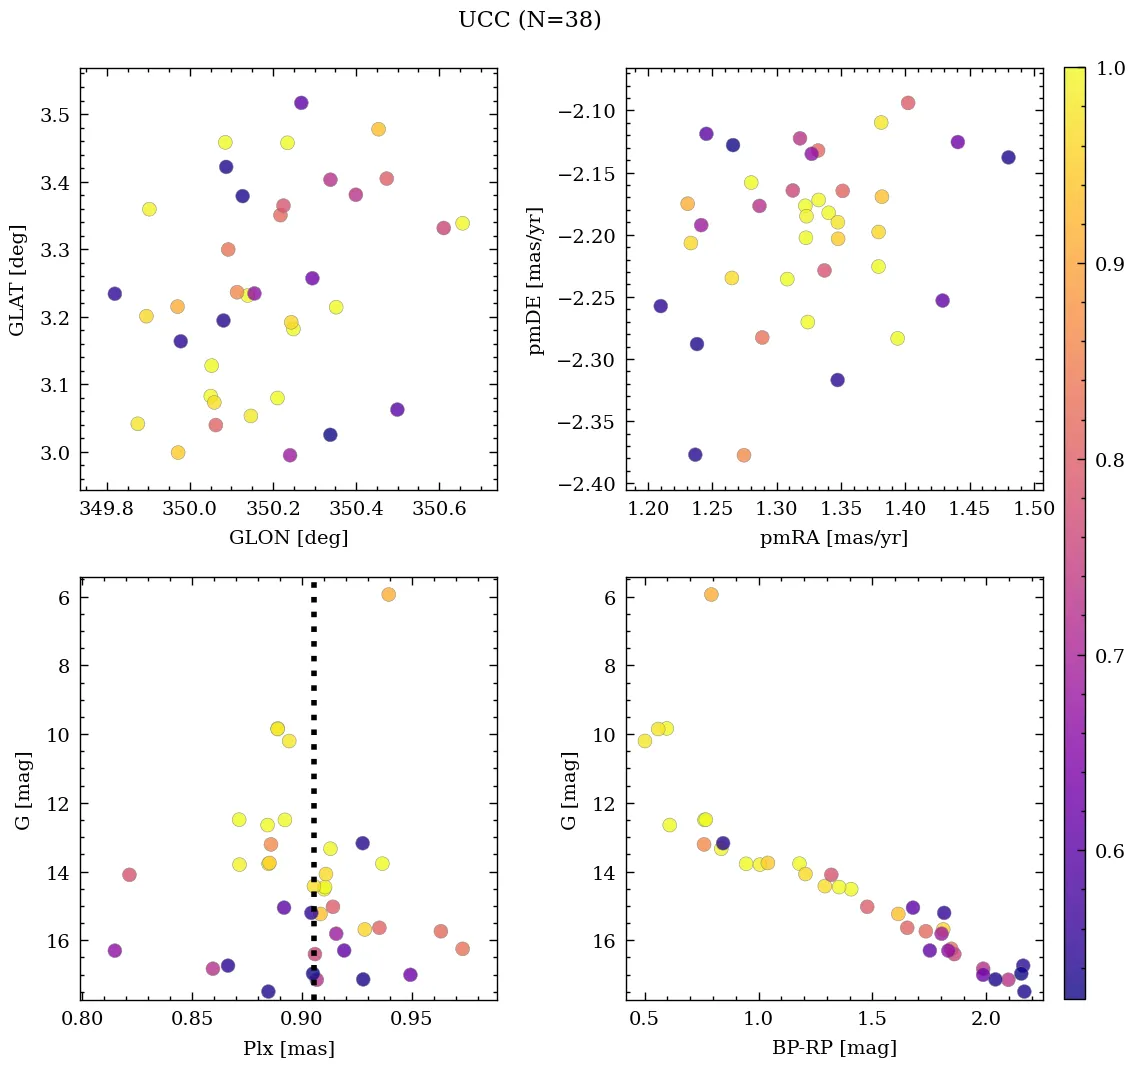 UCC (N=38)
3.5
3.4
3.3
3.2
3.1
3.0
GLAT [deg]
349.8 350.0 350.2 350.4 350.6
GLON [deg]
−2.10
−2.15
−2.20
−2.25
−2.30
−2.35
−2.40
pmDE [mas/yr]
1.20 1.25 1.30 1.35 1.40 1.45 1.50
pmRA [mas/yr]
1.0
0.9
0.8
0.7
0.6
6
8
10
12
14
16
G [mag]
0.80 0.85 0.90 0.95
Plx [mas]
6
8
10
12
14
16
G [mag]
0.5 1.0 1.5 2.0
BP-RP [mag]